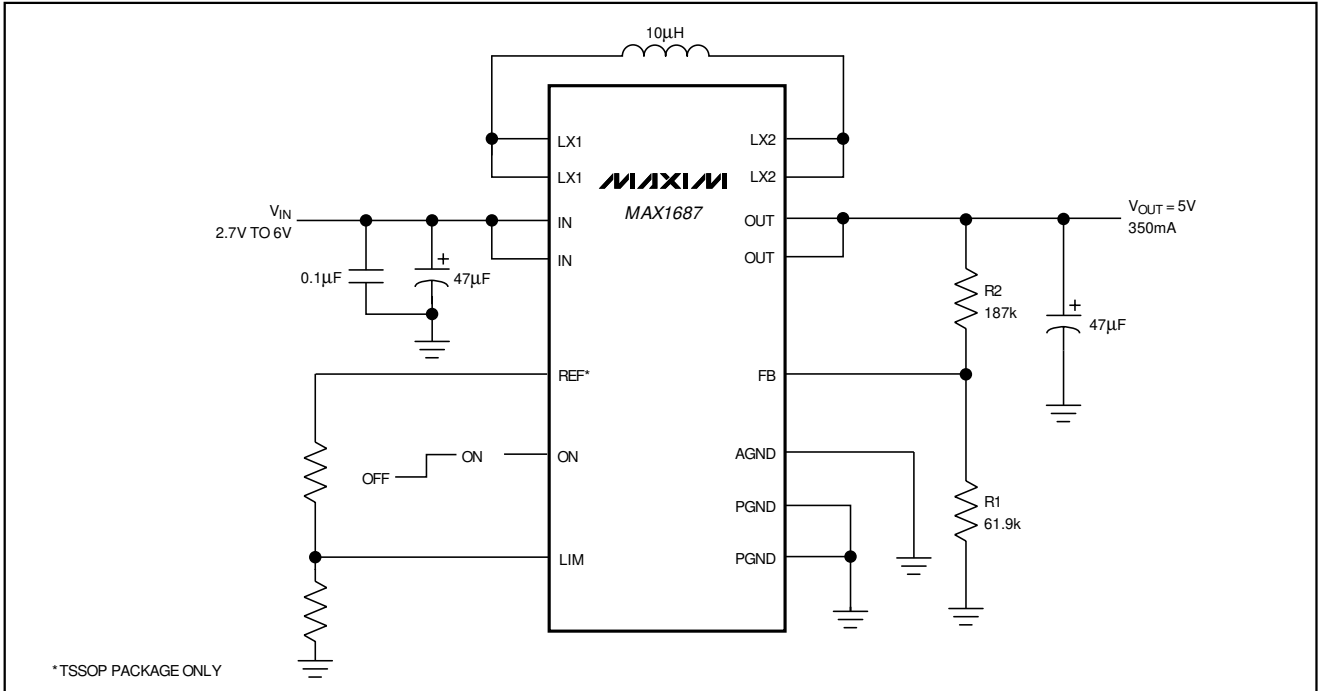 10µH
LX1
LX2
LX1
LX2
MAXIM
MAX1687
VIN
2.7V TO 6V
IN
OUT
VOUT = 5V
350mA
IN
OUT
0.1µF
+
47µF
R2
187k
+
47µF
REF*
FB
OFF
ON
ON
AGND
PGND
R1
61.9k
LIM
PGND
*TSSOP PACKAGE ONLY